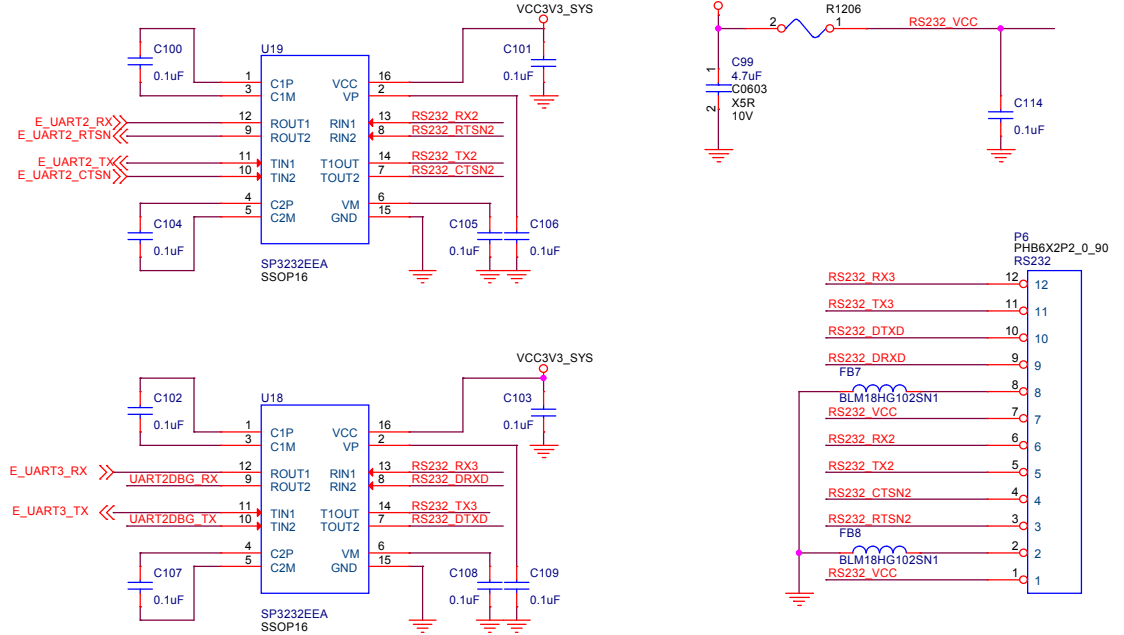 VCC3V3_SYS
C100
0.1uF
U19
C101
0.1uF
1 C1P VCC 16
3 C1M VP 2
E_UART2_RX 12 ROUT1 RIN1 13 RS232_RX2
E_UART2_RTSN 9 ROUT2 RIN2 8 RS232_RTSN2
E_UART2_TX 11 TIN1 T1OUT 14 RS232_TX2
E_UART2_CTSN 10 TIN2 TOUT2 7 RS232_CTSN2
4 C2P VM 6
5 C2M GND 15
C104
0.1uF
C105
0.1uF
C106
0.1uF
SP3232EEA
SSOP16
VCC3V3_SYS
C102
0.1uF
U18
C103
0.1uF
1 C1P VCC 16
3 C1M VP 2
E_UART3_RX 12 ROUT1 RIN1 13 RS232_RX3
UART2DBG_RX 9 ROUT2 RIN2 8 RS232_DRXD
E_UART3_TX 11 TIN1 T1OUT 14 RS232_TX3
UART2DBG_TX 10 TIN2 TOUT2 7 RS232_DTXD
4 C2P VM 6
5 C2M GND 15
C107
0.1uF
C108
0.1uF
C109
0.1uF
SP3232EEA
SSOP16
R1206
2 1 RS232_VCC
1
2
C99
4.7uF
C0603
X5R
10V
C114
0.1uF
P6
PHB6X2P2_0_90
RS232
RS232_RX3 12 12
RS232_TX3 11 11
RS232_DTXD 10 10
RS232_DRXD 9 9
FB7
8 8
BLM18HG102SN1
RS232_VCC 7 7
RS232_RX2 6 6
RS232_TX2 5 5
RS232_CTSN2 4 4
RS232_RTSN2 3 3
FB8
2 2
BLM18HG102SN1
RS232_VCC 1 1